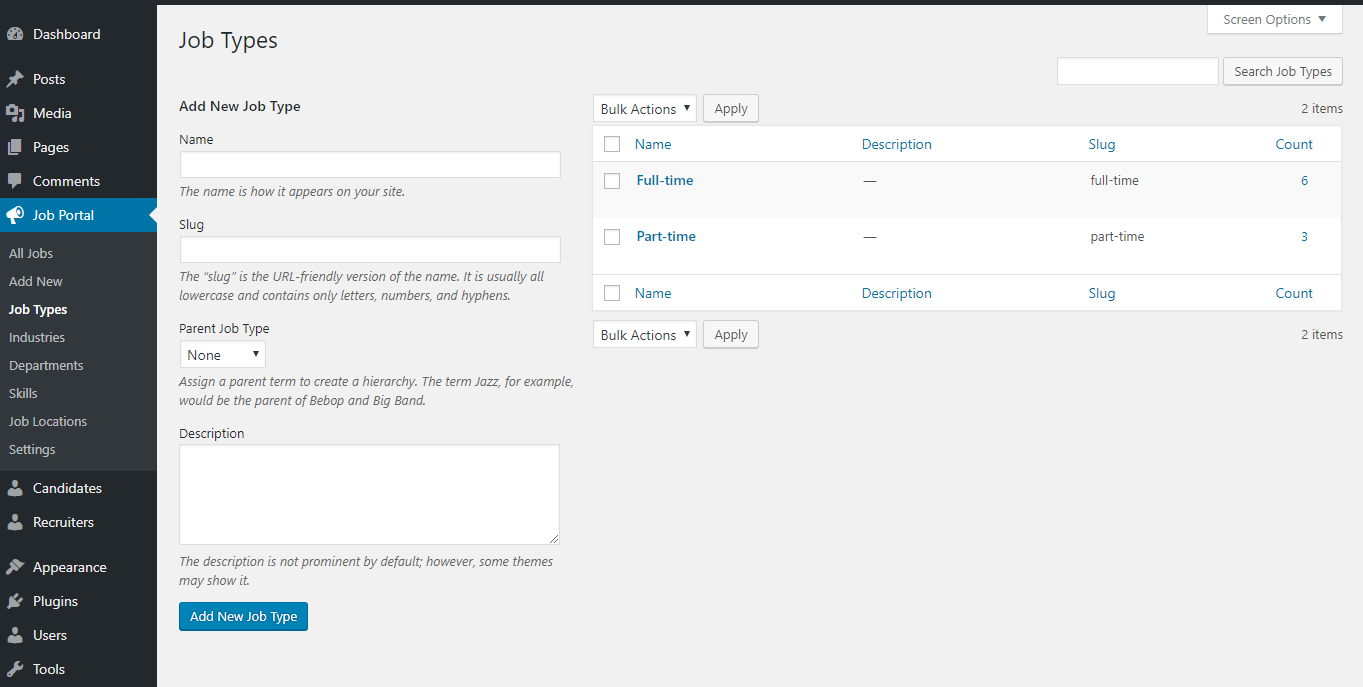 Dashboard
Posts
Media
Pages
Comments
Job Portal
All Jobs
Add New
Job Types
Industries
Departments
Skills
Job Locations
Settings
Candidates
Recruiters
Appearance
Plugins
Users
Tools
Screen Options
Job Types
Search Job Types
Add New Job Type
Name
The name is how it appears on your site.
Slug
The “slug” is the URL-friendly version of the name. It is usually all
lowercase and contains only letters, numbers, and hyphens.
Parent Job Type
None
Assign a parent term to create a hierarchy. The term Jazz, for example,
would be the parent of Bebop and Big Band.
Description
The description is not prominent by default; however, some themes
may show it.
Add New Job Type
Bulk Actions Apply 2 items
Name Description Slug Count
Full-time — full-time 6
Part-time — part-time 3
Name Description Slug Count
Bulk Actions Apply 2 items